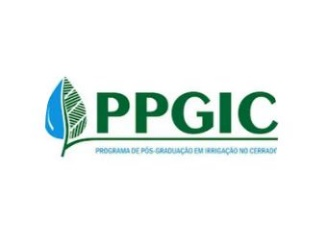 PPGIC
PROGRAMA DE PÓS-GRADUAÇÃO EM IRRIGAÇÃO NO CERRADO